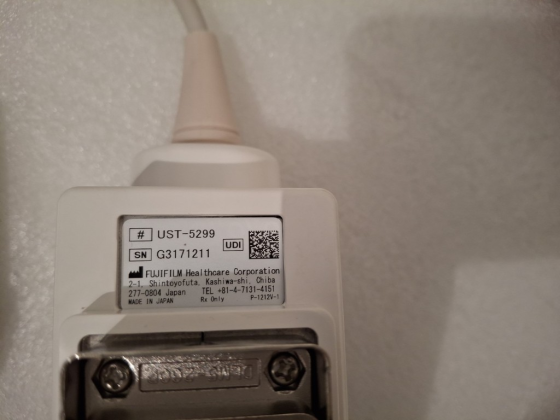 # UST-5299
SN G3171211 UDI
FUJIFILM Healthcare Corporation
2-1, Shintoyofuta, Kashiwa-shi, Chiba
277-0804 Japan TEL +81-4-7131-4151
MADE IN JAPAN Rx Only P-1212V-1